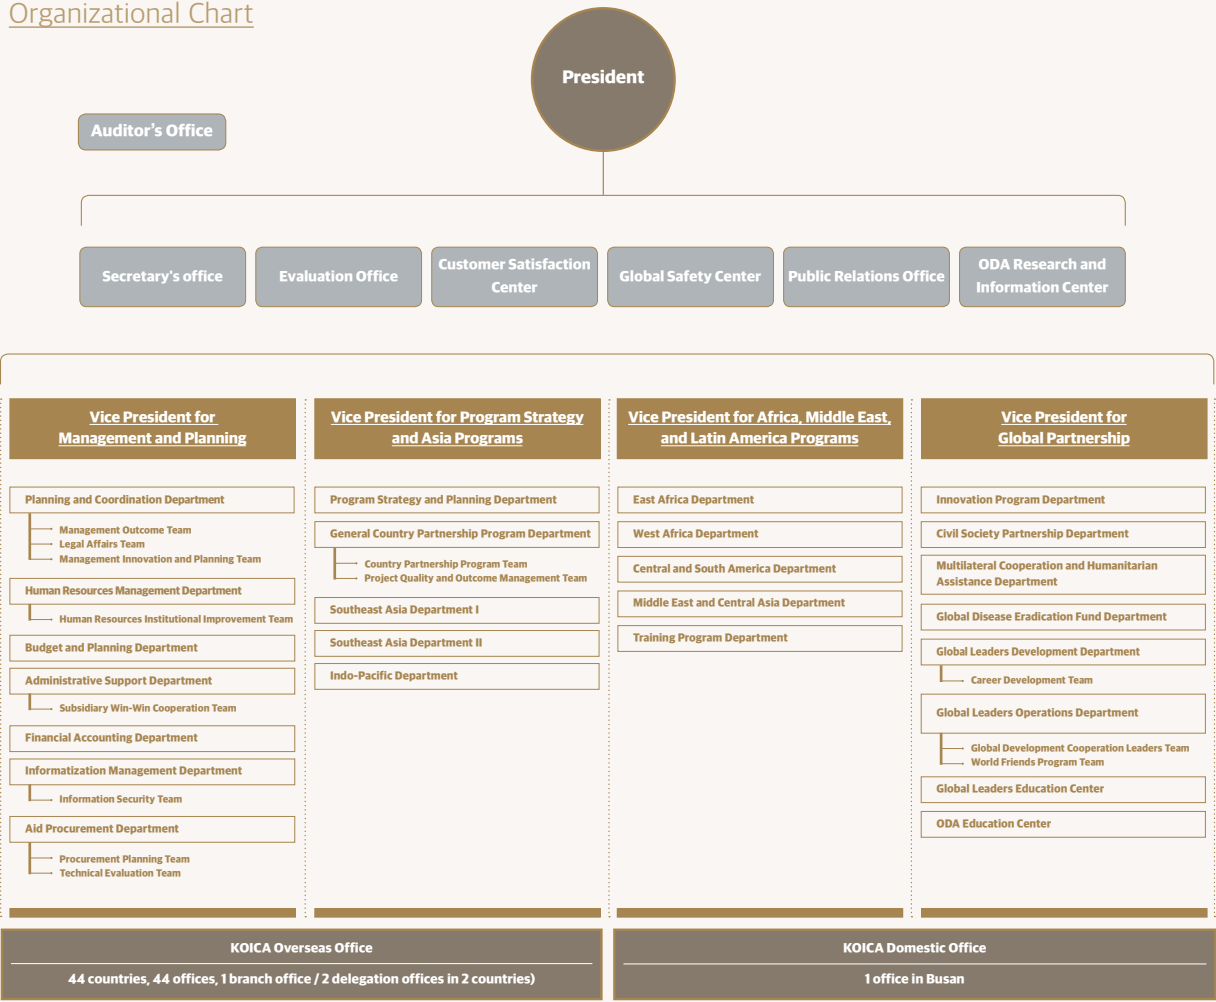 Organizational Chart
President
Auditor's Office
Secretary's office
Evaluation Office
Customer Satisfaction
Center
Global Safety Center
Public Relations Office
ODA Research and
Information Center
Vice President for
Management and Planning
Planning and Coordination Department
Management Outcome Team
Legal Affairs Team
Management Innovation and Planning Team
Human Resources Management Department
Human Resources Institutional Improvement Team
Budget and Planning Department
Administrative Support Department
Subsidiary Win-Win Cooperation Team
Financial Accounting Department
Informatization Management Department
Information Security Team
Aid Procurement Department
Procurement Planning Team
Technical Evaluation Team
Vice President for Program Strategy
and Asia Programs
Program Strategy and Planning Department
General Country Partnership Program Department
Country Partnership Program Team
Project Quality and Outcome Management Team
Southeast Asia Department I
Southeast Asia Department II
Indo-Pacific Department
Vice President for Africa, Middle East,
and Latin America Programs
East Africa Department
West Africa Department
Central and South America Department
Middle East and Central Asia Department
Training Program Department
Vice President for
Global Partnership
Innovation Program Department
Civil Society Partnership Department
Multilateral Cooperation and Humanitarian
Assistance Department
Global Disease Eradication Fund Department
Global Leaders Development Department
Career Development Team
Global Leaders Operations Department
Global Development Cooperation Leaders Team
World Friends Program Team
Global Leaders Education Center
ODA Education Center
KOICA Overseas Office
44 countries, 44 offices, 1 branch office / 2 delegation offices in 2 countries)
KOICA Domestic Office
1 office in Busan